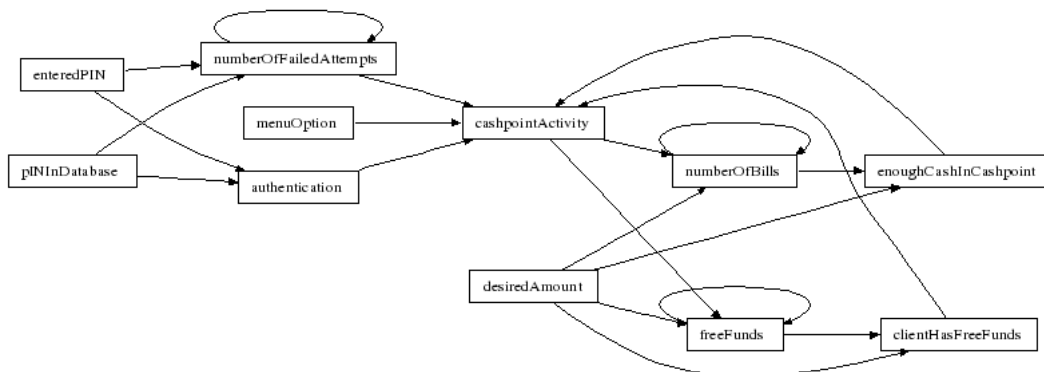 numberOfFailedAttempts
enteredPIN
menuOption
cashpointActivity
pINInDatabase
authentication
numberOfBills
enoughCashInCashpoint
desiredAmount
freeFunds
clientHasFreeFunds